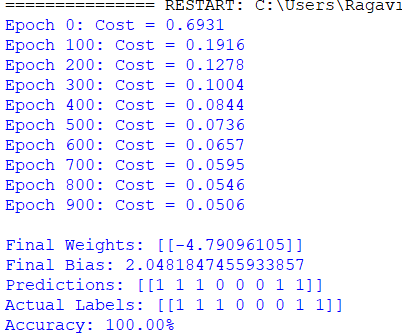 =============== RESTART: C:\Users\Ragavi
Epoch 0: Cost = 0.6931
Epoch 100: Cost = 0.1916
Epoch 200: Cost = 0.1278
Epoch 300: Cost = 0.1004
Epoch 400: Cost = 0.0844
Epoch 500: Cost = 0.0736
Epoch 600: Cost = 0.0657
Epoch 700: Cost = 0.0595
Epoch 800: Cost = 0.0546
Epoch 900: Cost = 0.0506
Final Weights: [[-4.79096105]]
Final Bias: 2.0481847455933857
Predictions: [[1 1 1 0 0 0 1 1]]
Actual Labels: [[1 1 1 0 0 0 1 1]]
Accuracy: 100.00%